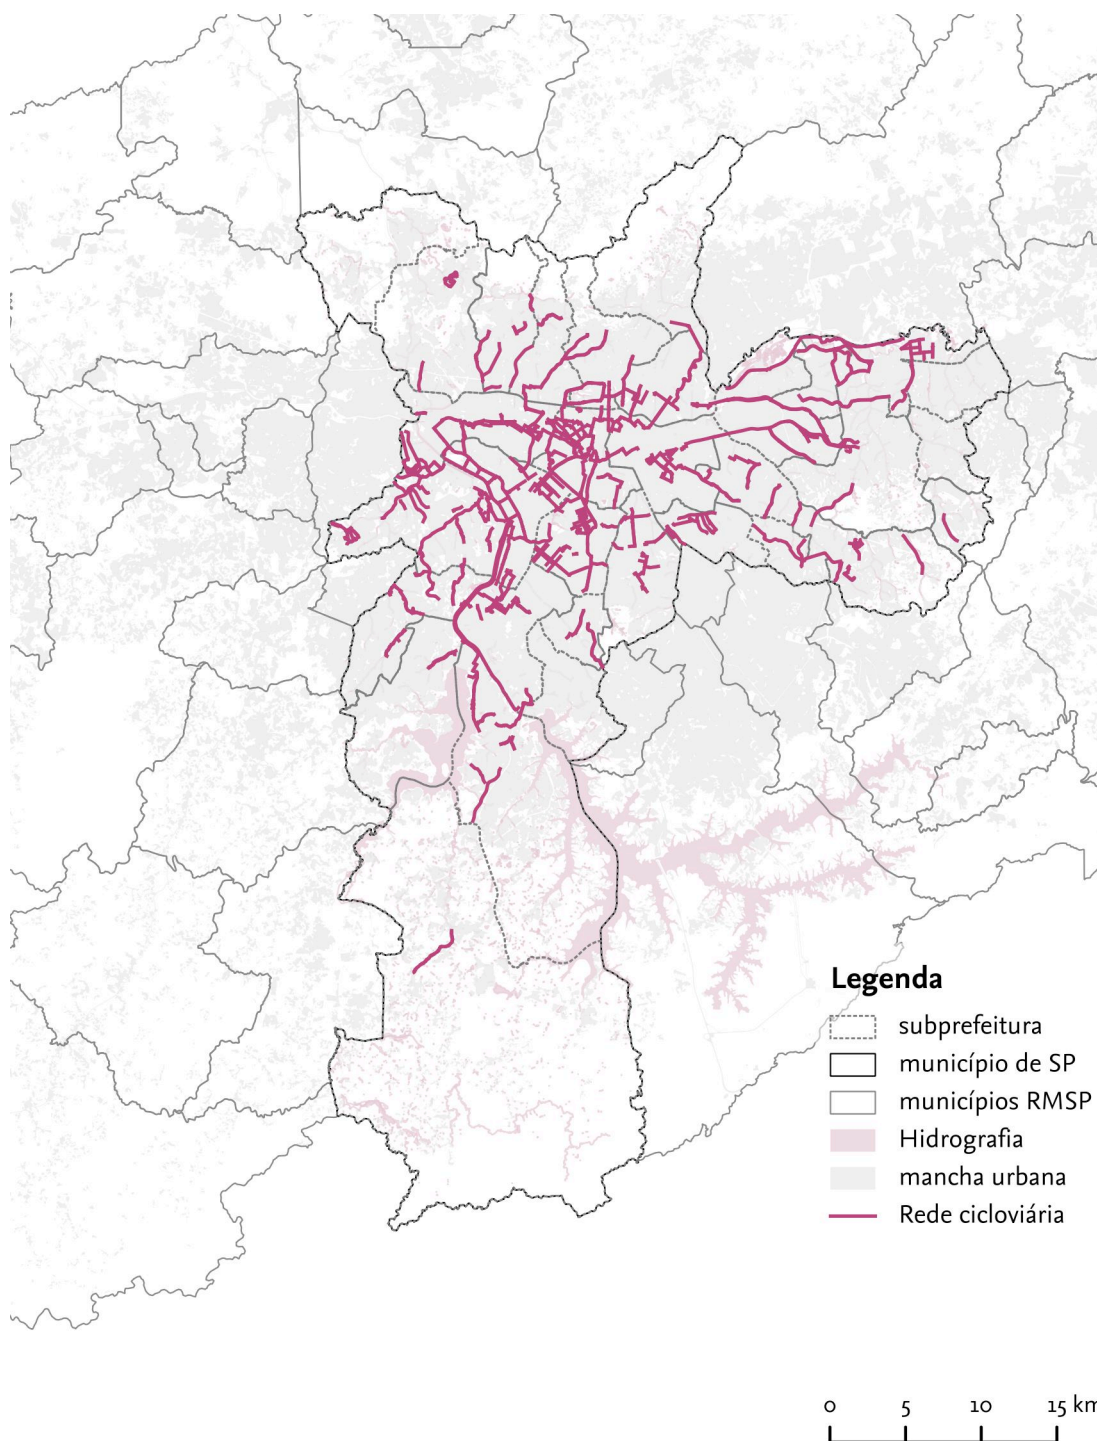 Legenda
subprefeitura
município de SP
municípios RMSP
Hidrografia
mancha urbana
Rede cicloviária
0 5 10 15 km